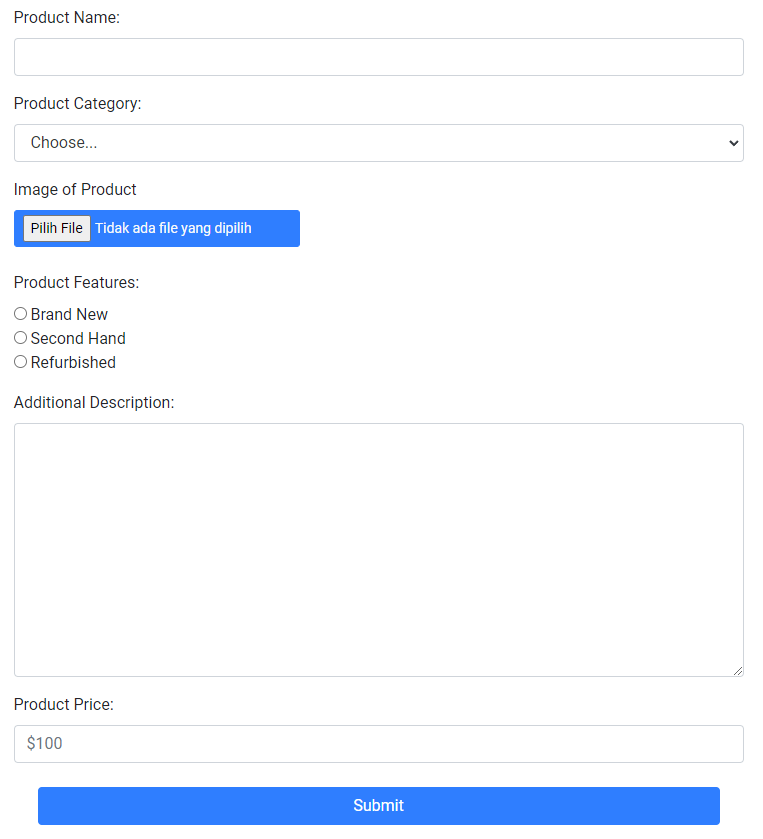 Product Name:
Product Category:
Choose...
Image of Product
Pilih File Tidak ada file yang dipilih
Product Features:
Brand New
Second Hand
Refurbished
Additional Description:
Product Price:
$100
Submit